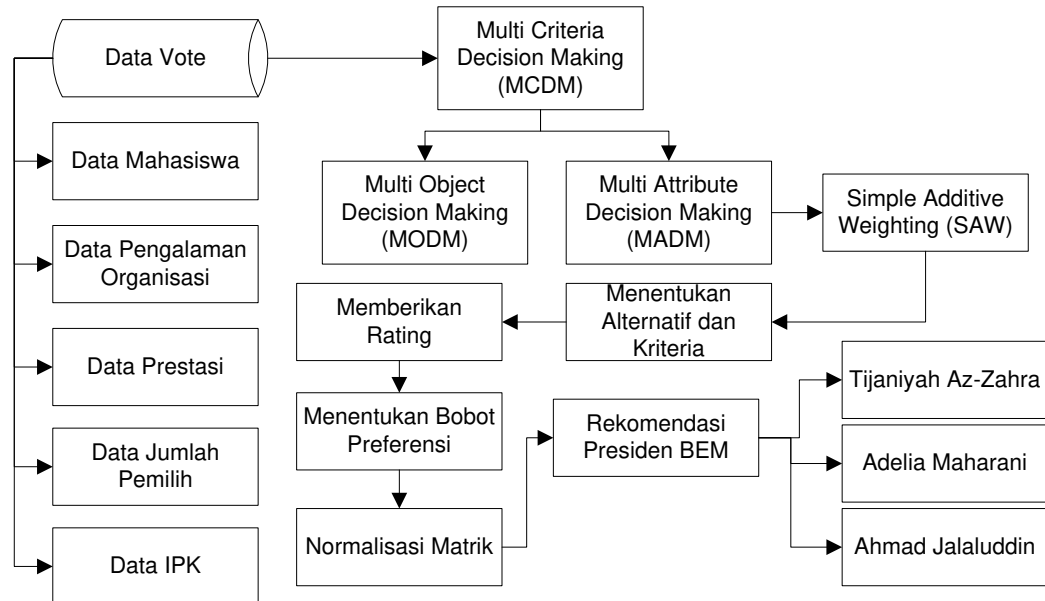 Data Vote
Multi Criteria
Decision Making
(MCDM)
Data Mahasiswa
Multi Object
Decision Making
(MODM)
Multi Attribute
Decision Making
(MADM)
Simple Additive
Weighting (SAW)
Data Pengalaman
Organisasi
Memberikan
Rating
Menentukan
Alternatif dan
Kriteria
Data Prestasi
Tijaniyah Az-Zahra
Menentukan Bobot
Preferensi
Rekomendasi
Presiden BEM
Data Jumlah
Pemilih
Adelia Maharani
Normalisasi Matrik
Ahmad Jalaluddin
Data IPK